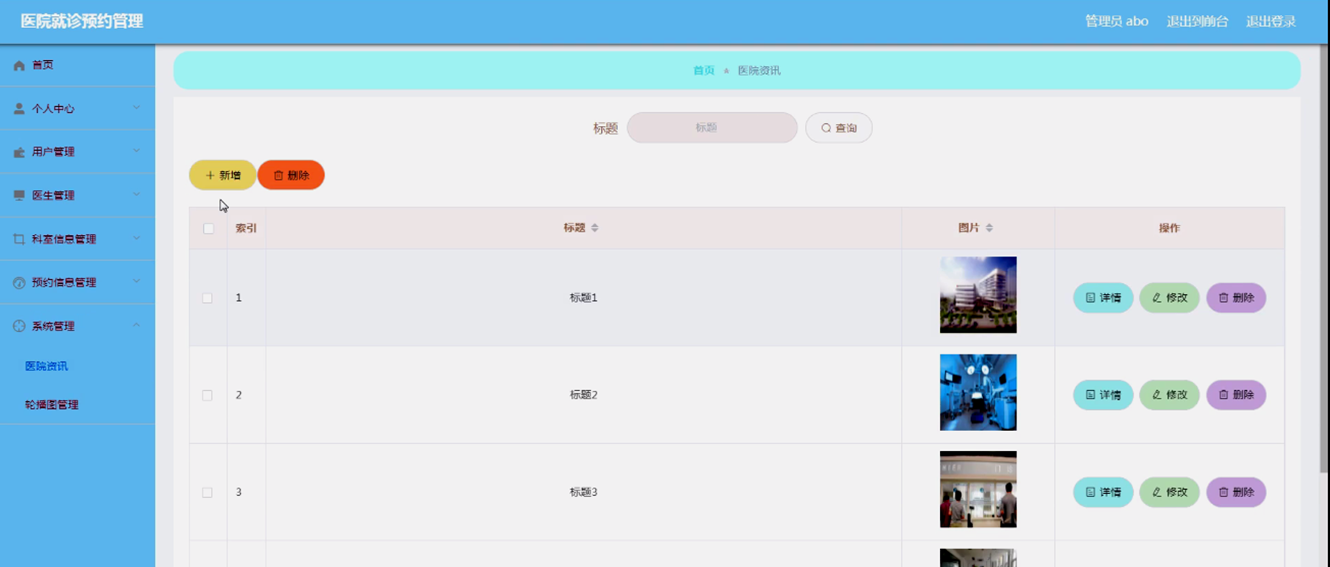 医院就诊预约管理
管理员 abo 退出到前台 退出登录
首页
个人中心
用户管理
医生管理
科室信息管理
预约信息管理
系统管理
医院资讯
轮播图管理
首页 医院资讯
标题 标题 查询
新增 删除
索引 标题 图片 操作
1 标题1 详情 修改 删除
2 标题2 详情 修改 删除
3 标题3 详情 修改 删除